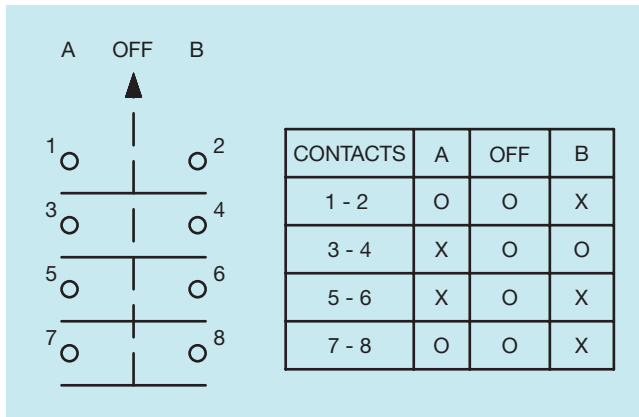 A OFF B
1 2
3 4
5 6
7 8
CONTACTS A OFF B
1 - 2 O O X
3 - 4 X O O
5 - 6 X O X
7 - 8 O O X